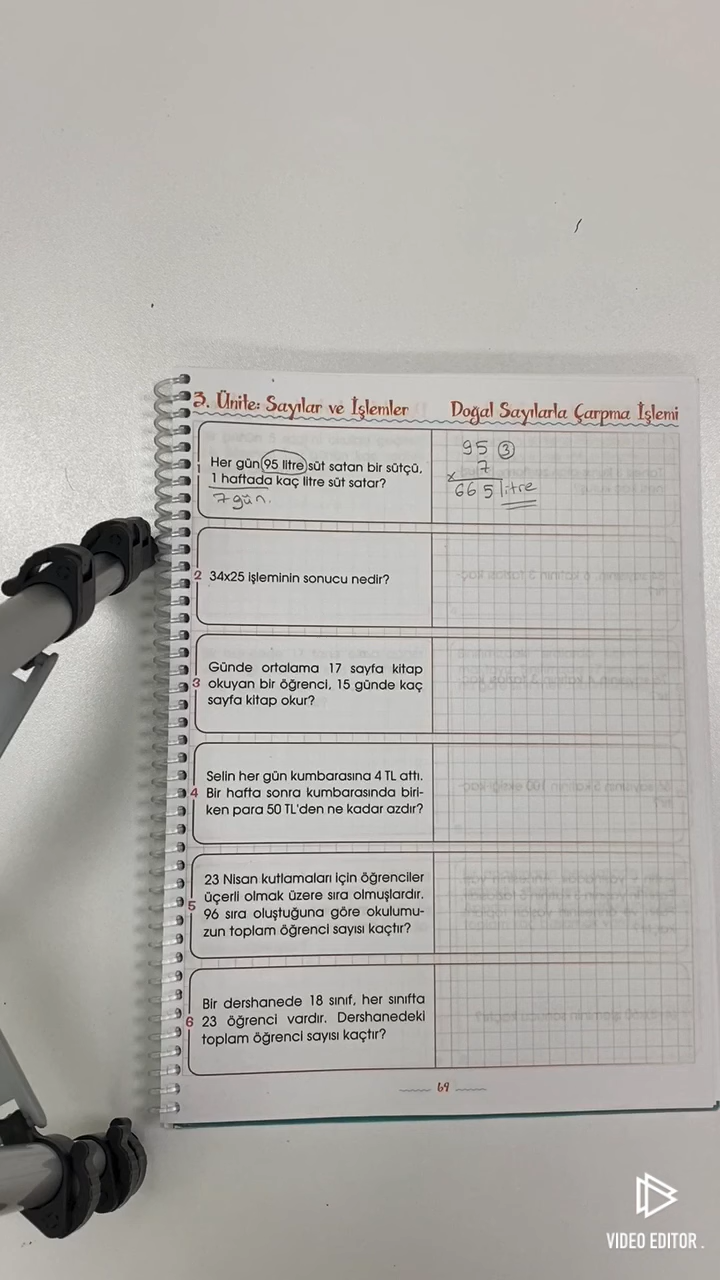 3. Ünite: Sayılar ve İşlemler
Doğal Sayılarla Çarpma İşlemi
1
Her gün 95 litre süt satan bir sütçü,
1 haftada kaç litre süt satar?
7 gün.
95 3
x 7
665 litre
2 34x25 işleminin sonucu nedir?
Günde ortalama 17 sayfa kitap
3 okuyan bir öğrenci, 15 günde kaç
sayfa kitap okur?
Selin her gün kumbarasına 4 TL attı.
4 Bir hafta sonra kumbarasında biri-
ken para 50 TL'den ne kadar azdır?
23 Nisan kutlamaları için öğrenciler
üçerli olmak üzere sıra olmuşlardır.
5 96 sıra oluştuğuna göre okulumu-
zun toplam öğrenci sayısı kaçtır?
Bir dershanede 18 sınıf, her sınıfta
6 23 öğrenci vardır. Dershanedeki
toplam öğrenci sayısı kaçtır?
69
VIDEO EDITOR .